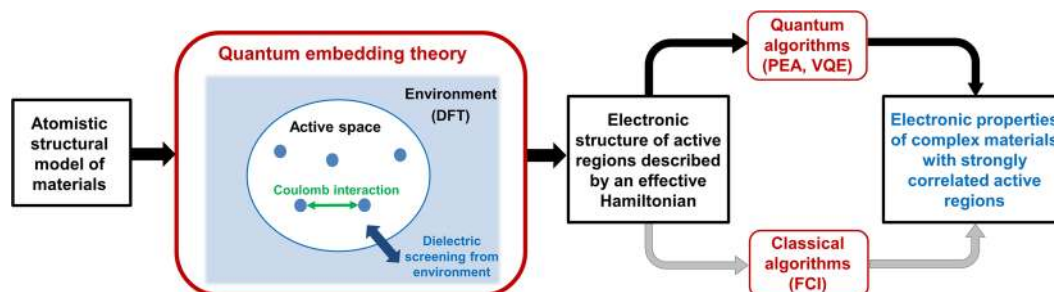 Atomistic
structural
model of
materials
Quantum embedding theory
Environment
(DFT)
Active space
Coulomb interaction
Dielectric
screening from
environment
Electronic
structure of active
regions described
by an effective
Hamiltonian
Quantum
algorithms
(PEA, VQE)
Classical
algorithms
(FCI)
Electronic properties
of complex materials
with strongly
correlated active
regions